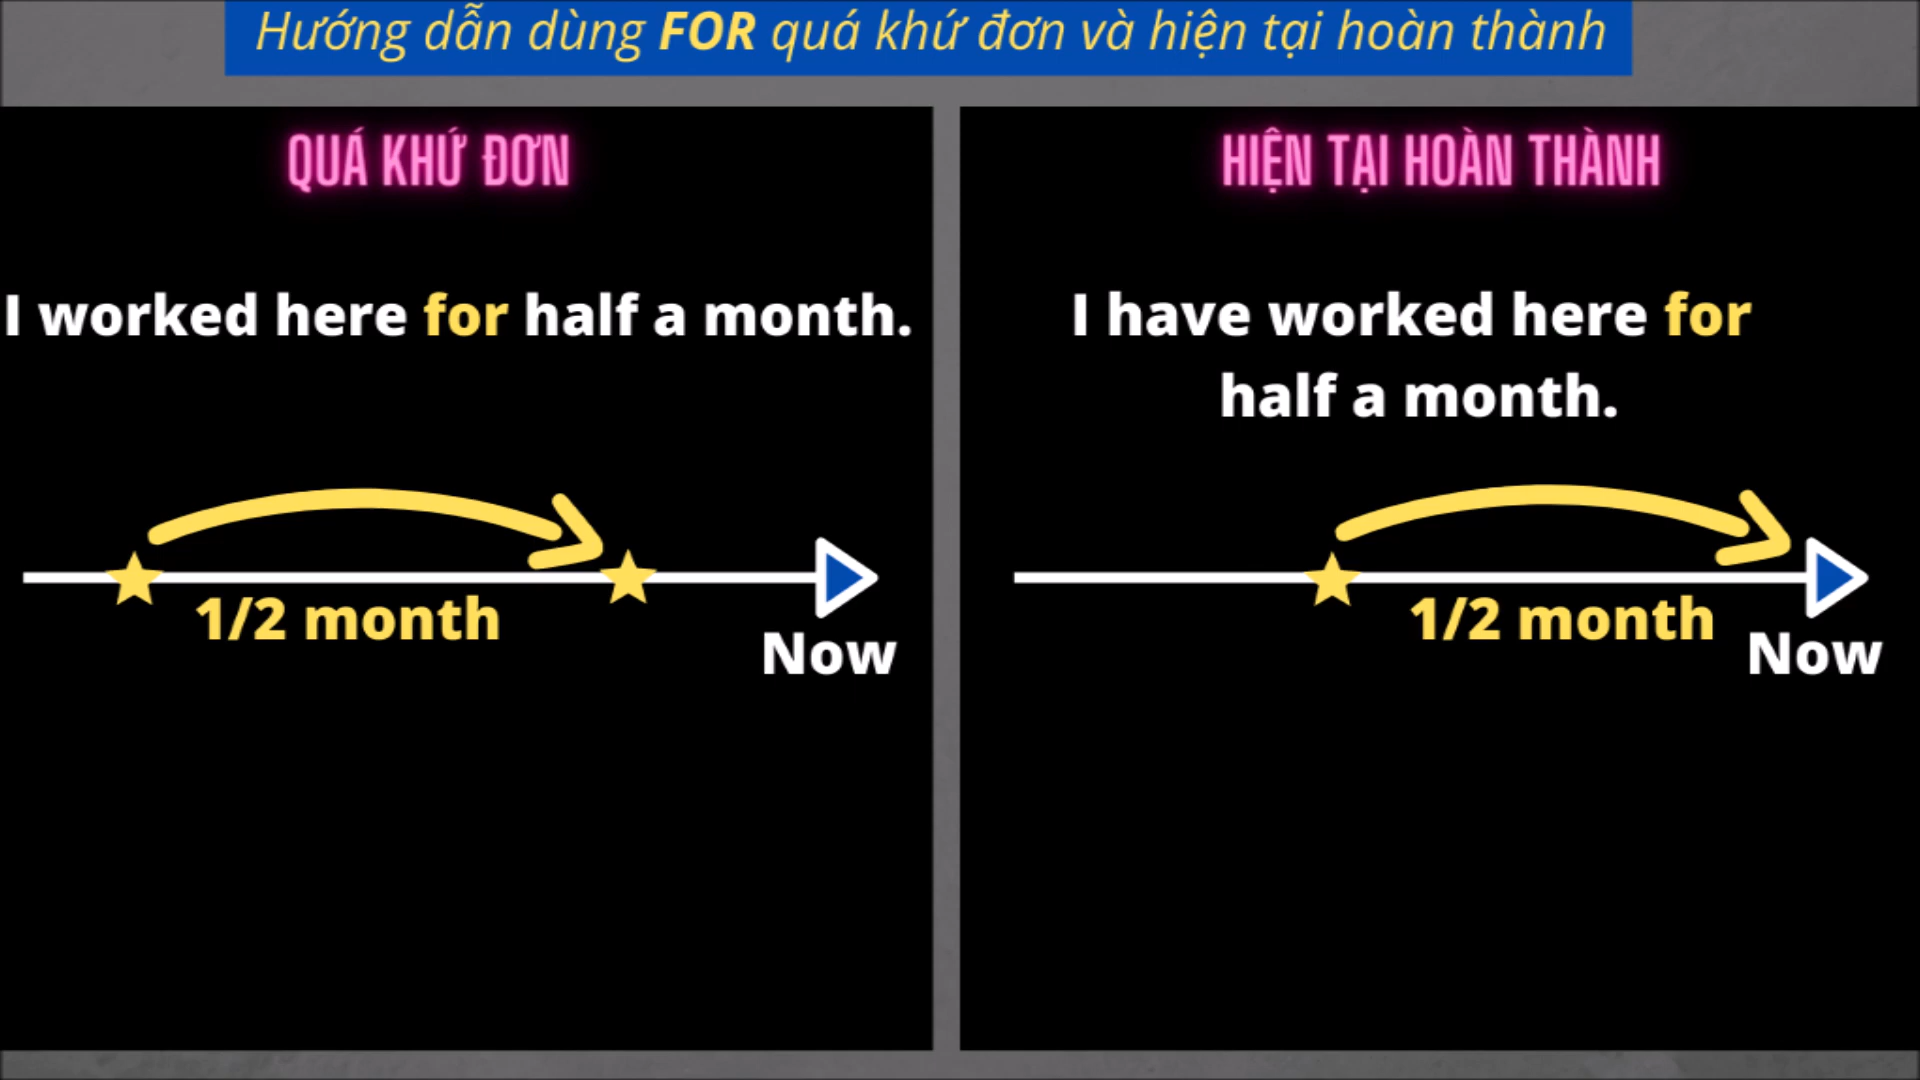 Hướng dẫn dùng FOR quá khứ đơn và hiện tại hoàn thành
QUÁ KHỨ ĐƠN
I worked here for half a month.
1/2 month
Now
HIỆN TẠI HOÀN THÀNH
I have worked here for
half a month.
1/2 month
Now